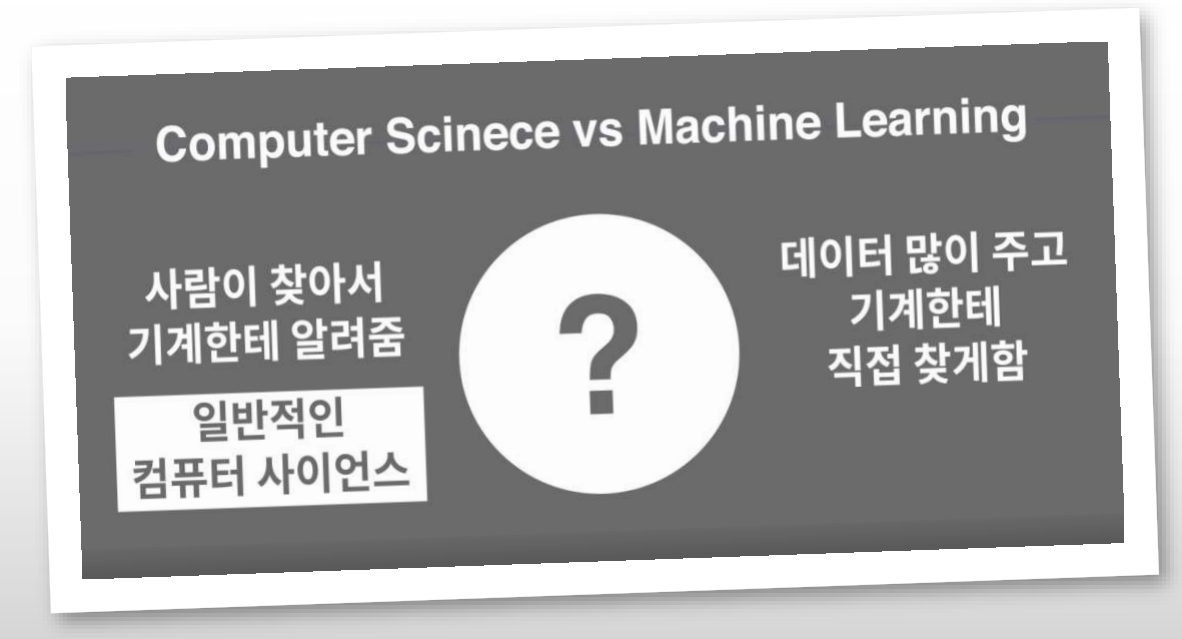 Computer Scinece vs Machine Learning
사람이 찾아서
기계한테 알려줌
일반적인
컴퓨터 사이언스
?
데이터 많이 주고
기계한테
직접 찾게함